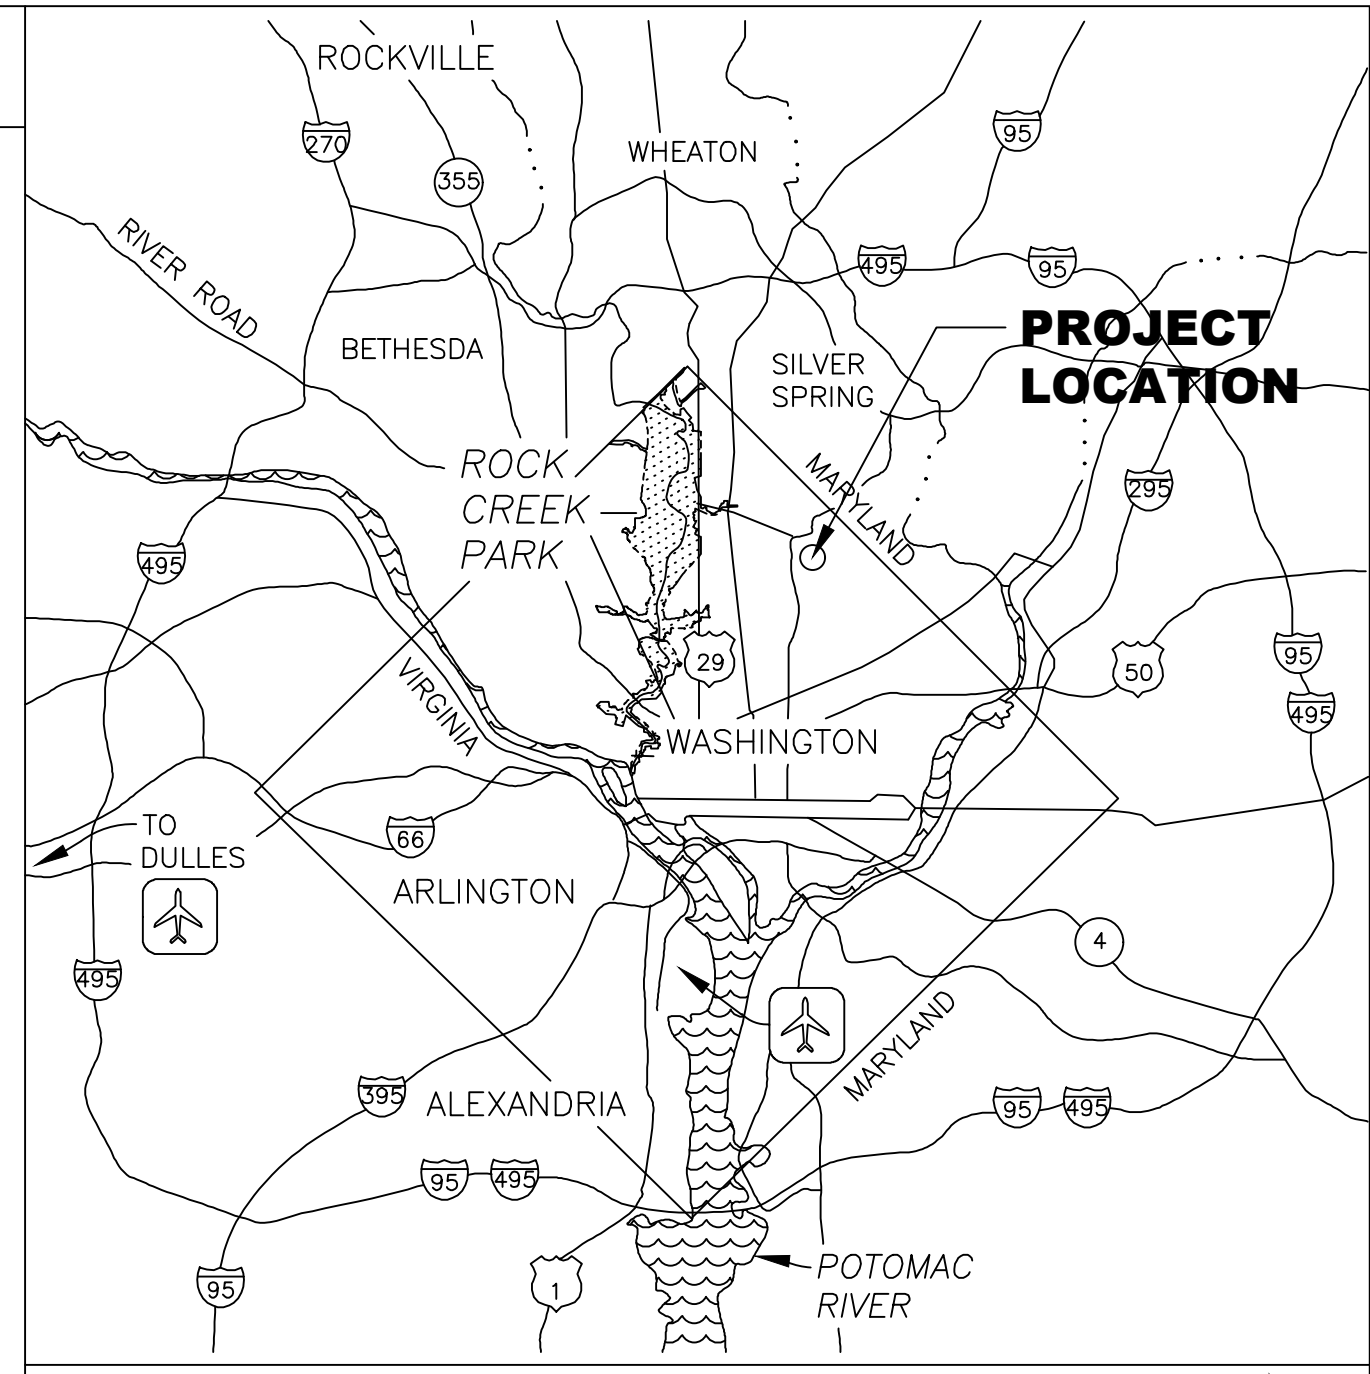 ROCKVILLE
270
355
WHEATON
95
RIVER ROAD
495
95
BETHESDA
SILVER
SPRING
PROJECT
LOCATION
ROCK
CREEK
PARK
MARYLAND
295
495
29
50
95
495
VIRGINIA
WASHINGTON
TO
DULLES
66
ARLINGTON
4
495
MARYLAND
395
ALEXANDRIA
95
495
95
495
95
1
POTOMAC
RIVER